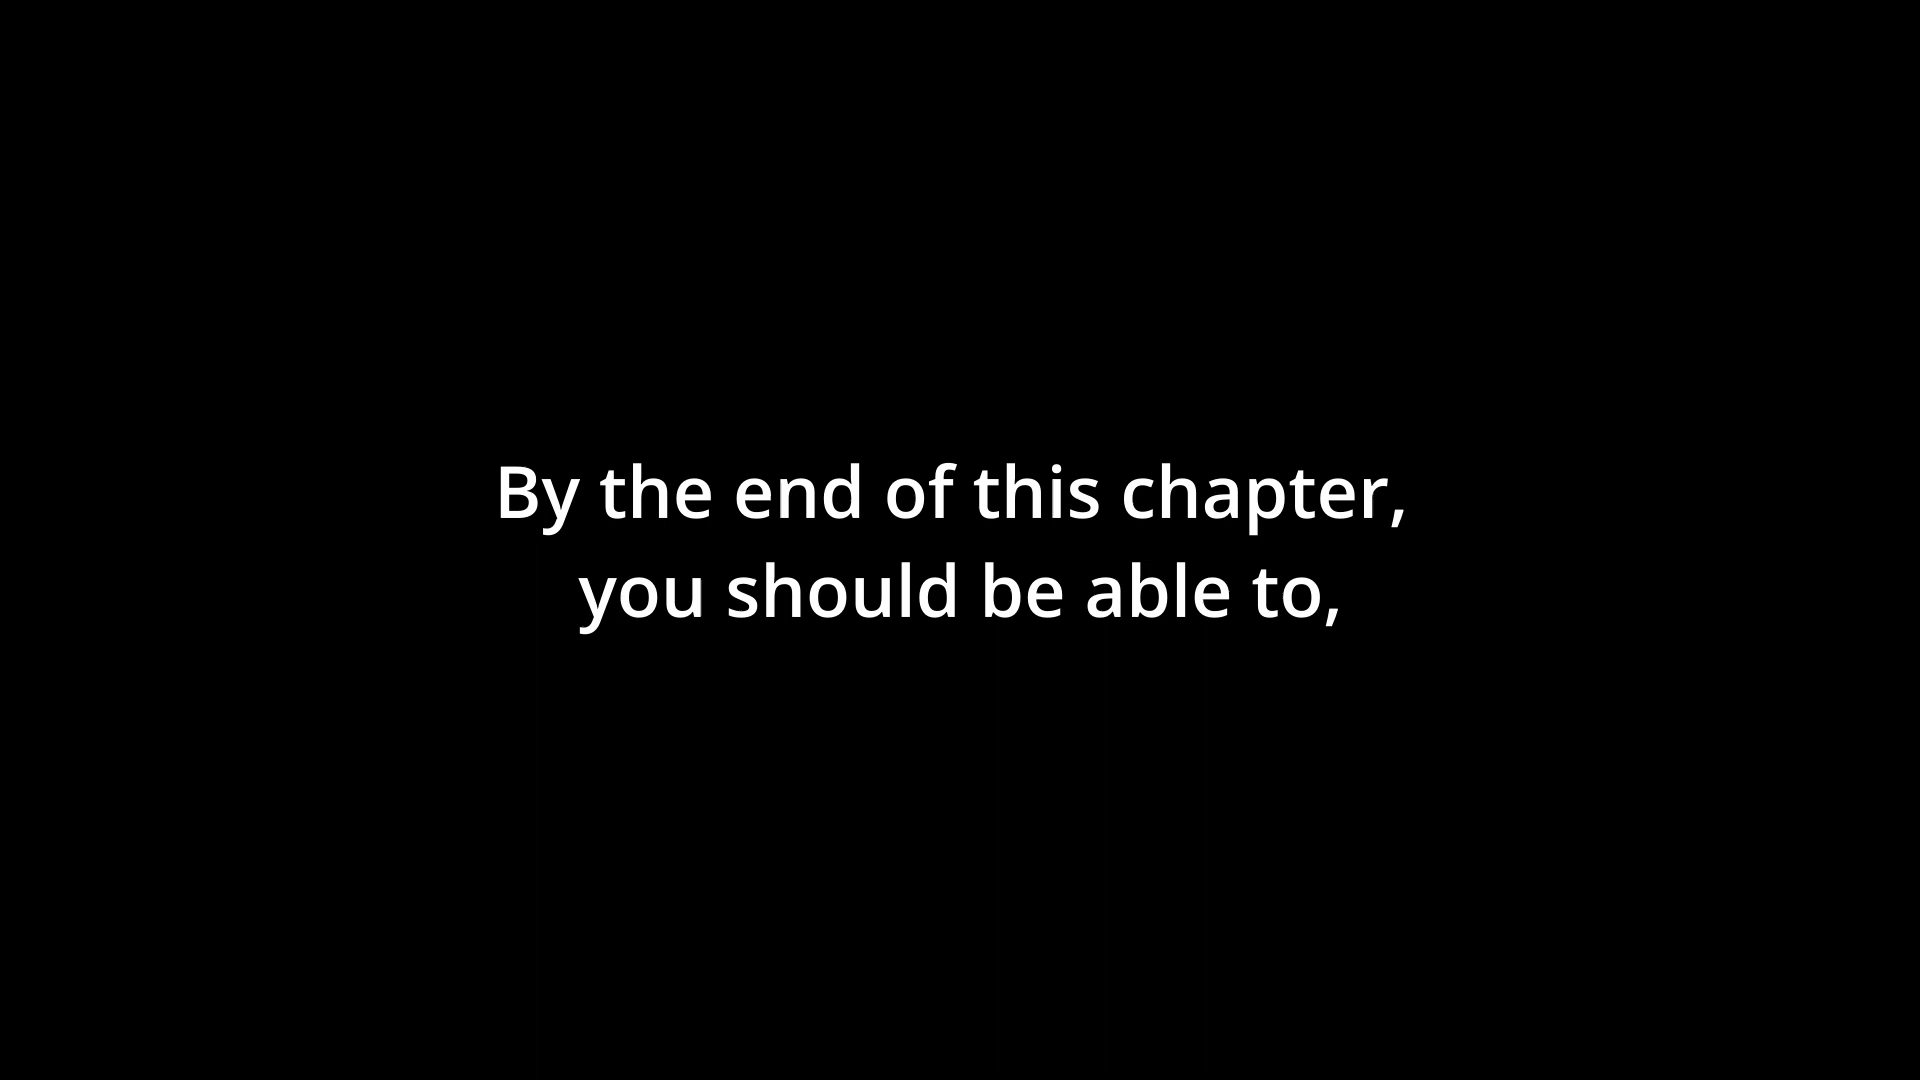 By the end of this chapter,
you should be able to,